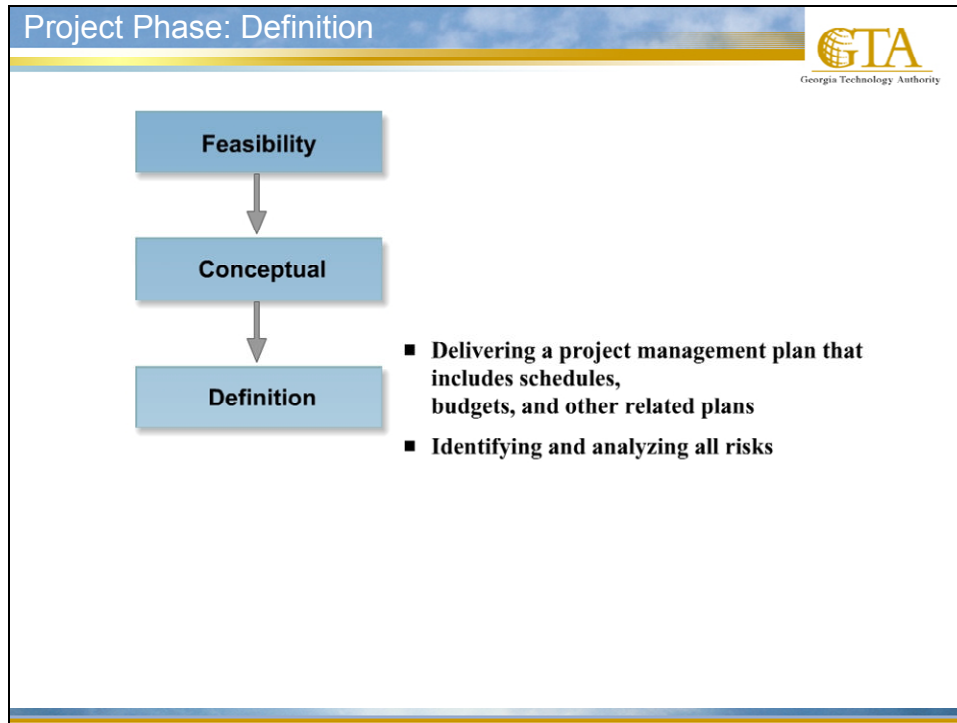 Project Phase: Definition
GTA
Georgia Technology Authority
Feasibility
Conceptual
Definition
■ Delivering a project management plan that
includes schedules,
budgets, and other related plans
■ Identifying and analyzing all risks